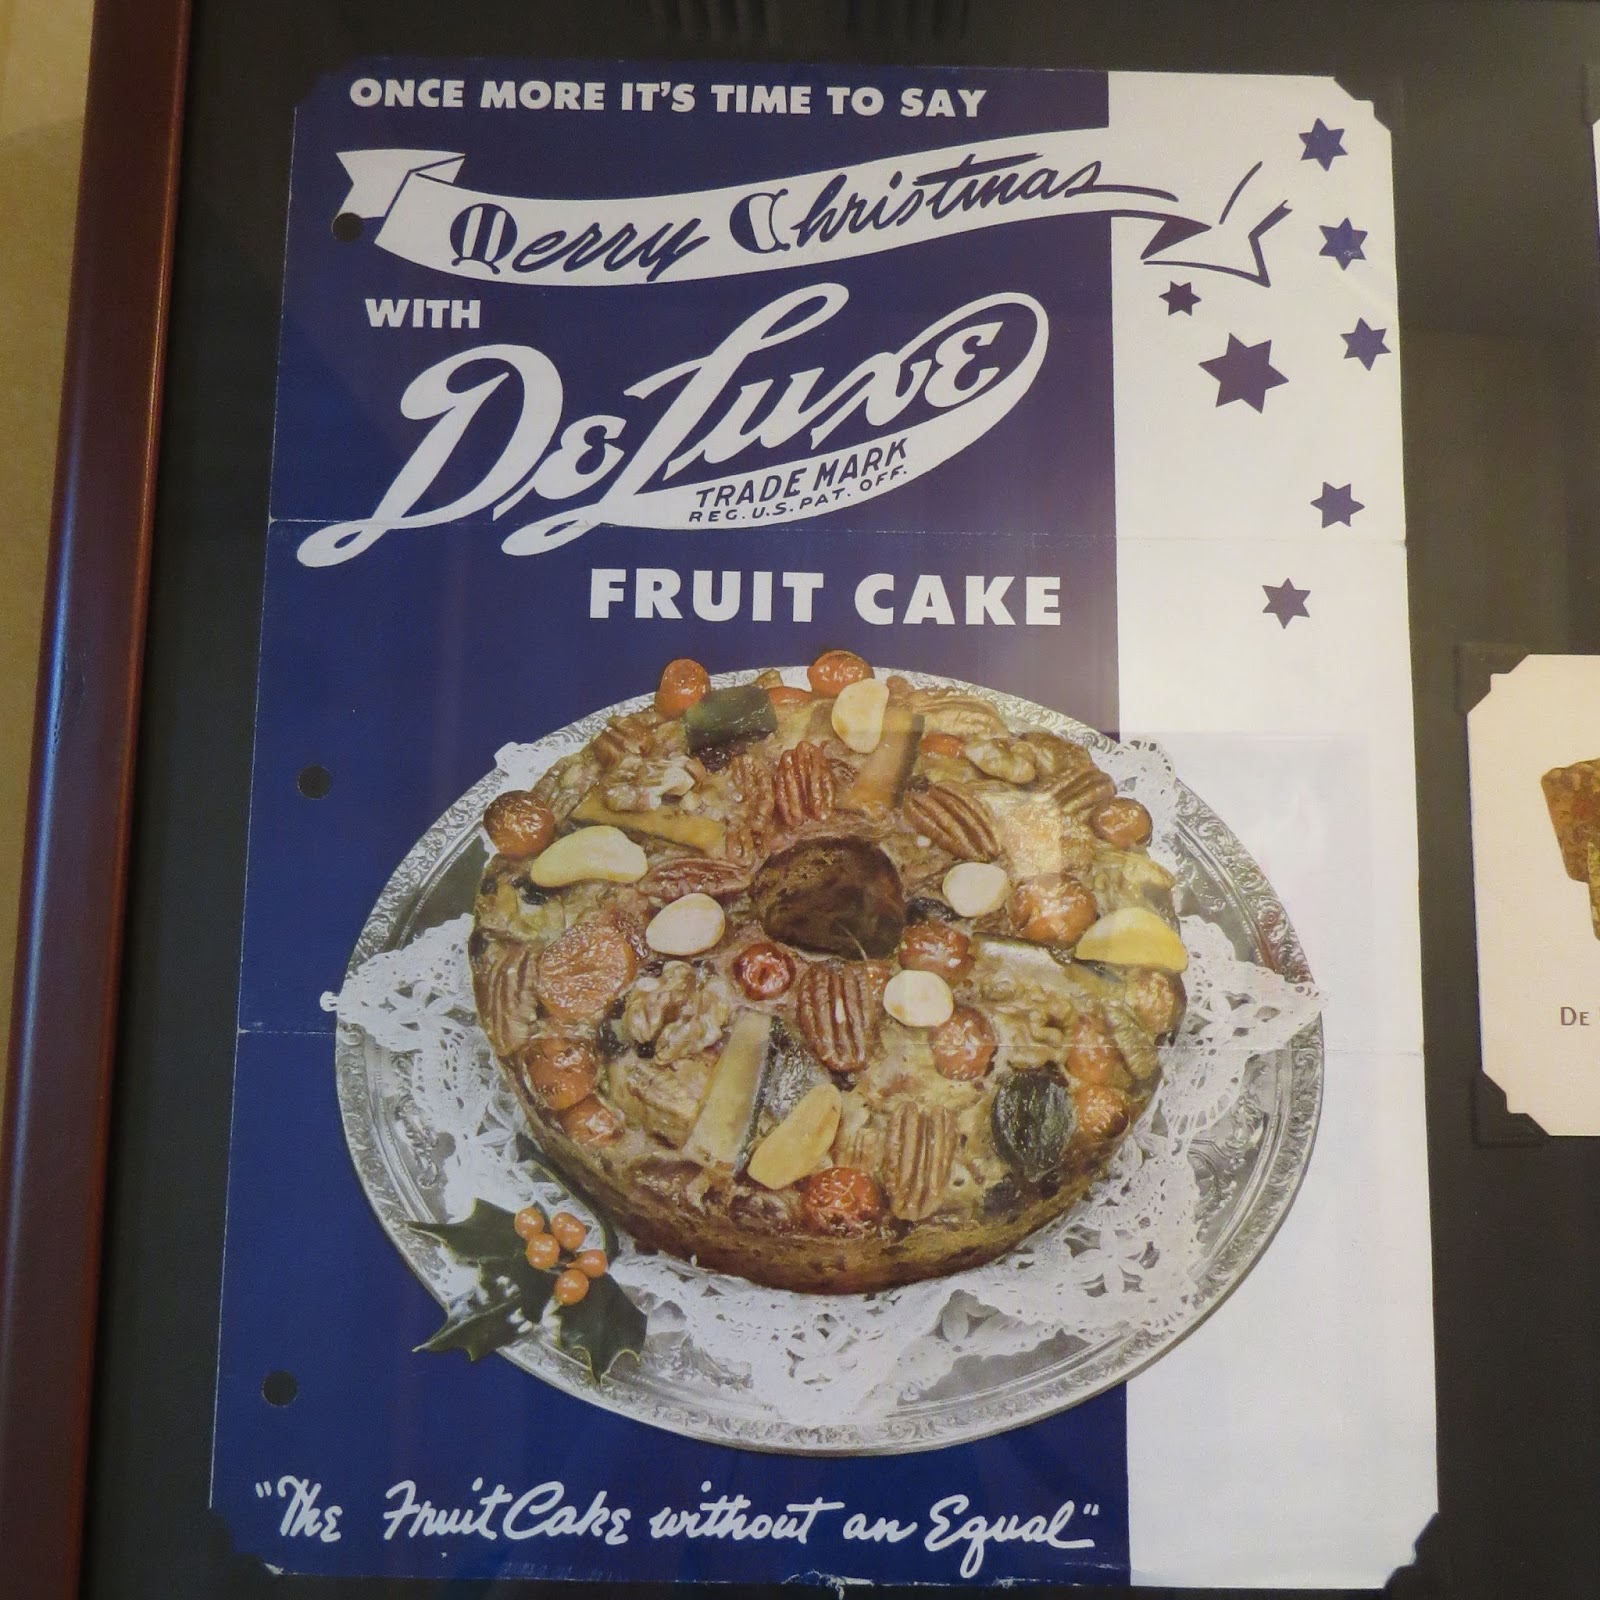 ONCE MORE IT'S TIME TO SAY
Merry Christmas
WITH
DeLuxe
TRADE MARK
REG. U.S. PAT. OFF.
FRUIT CAKE
"The Fruit Cake without an Equal"
DE